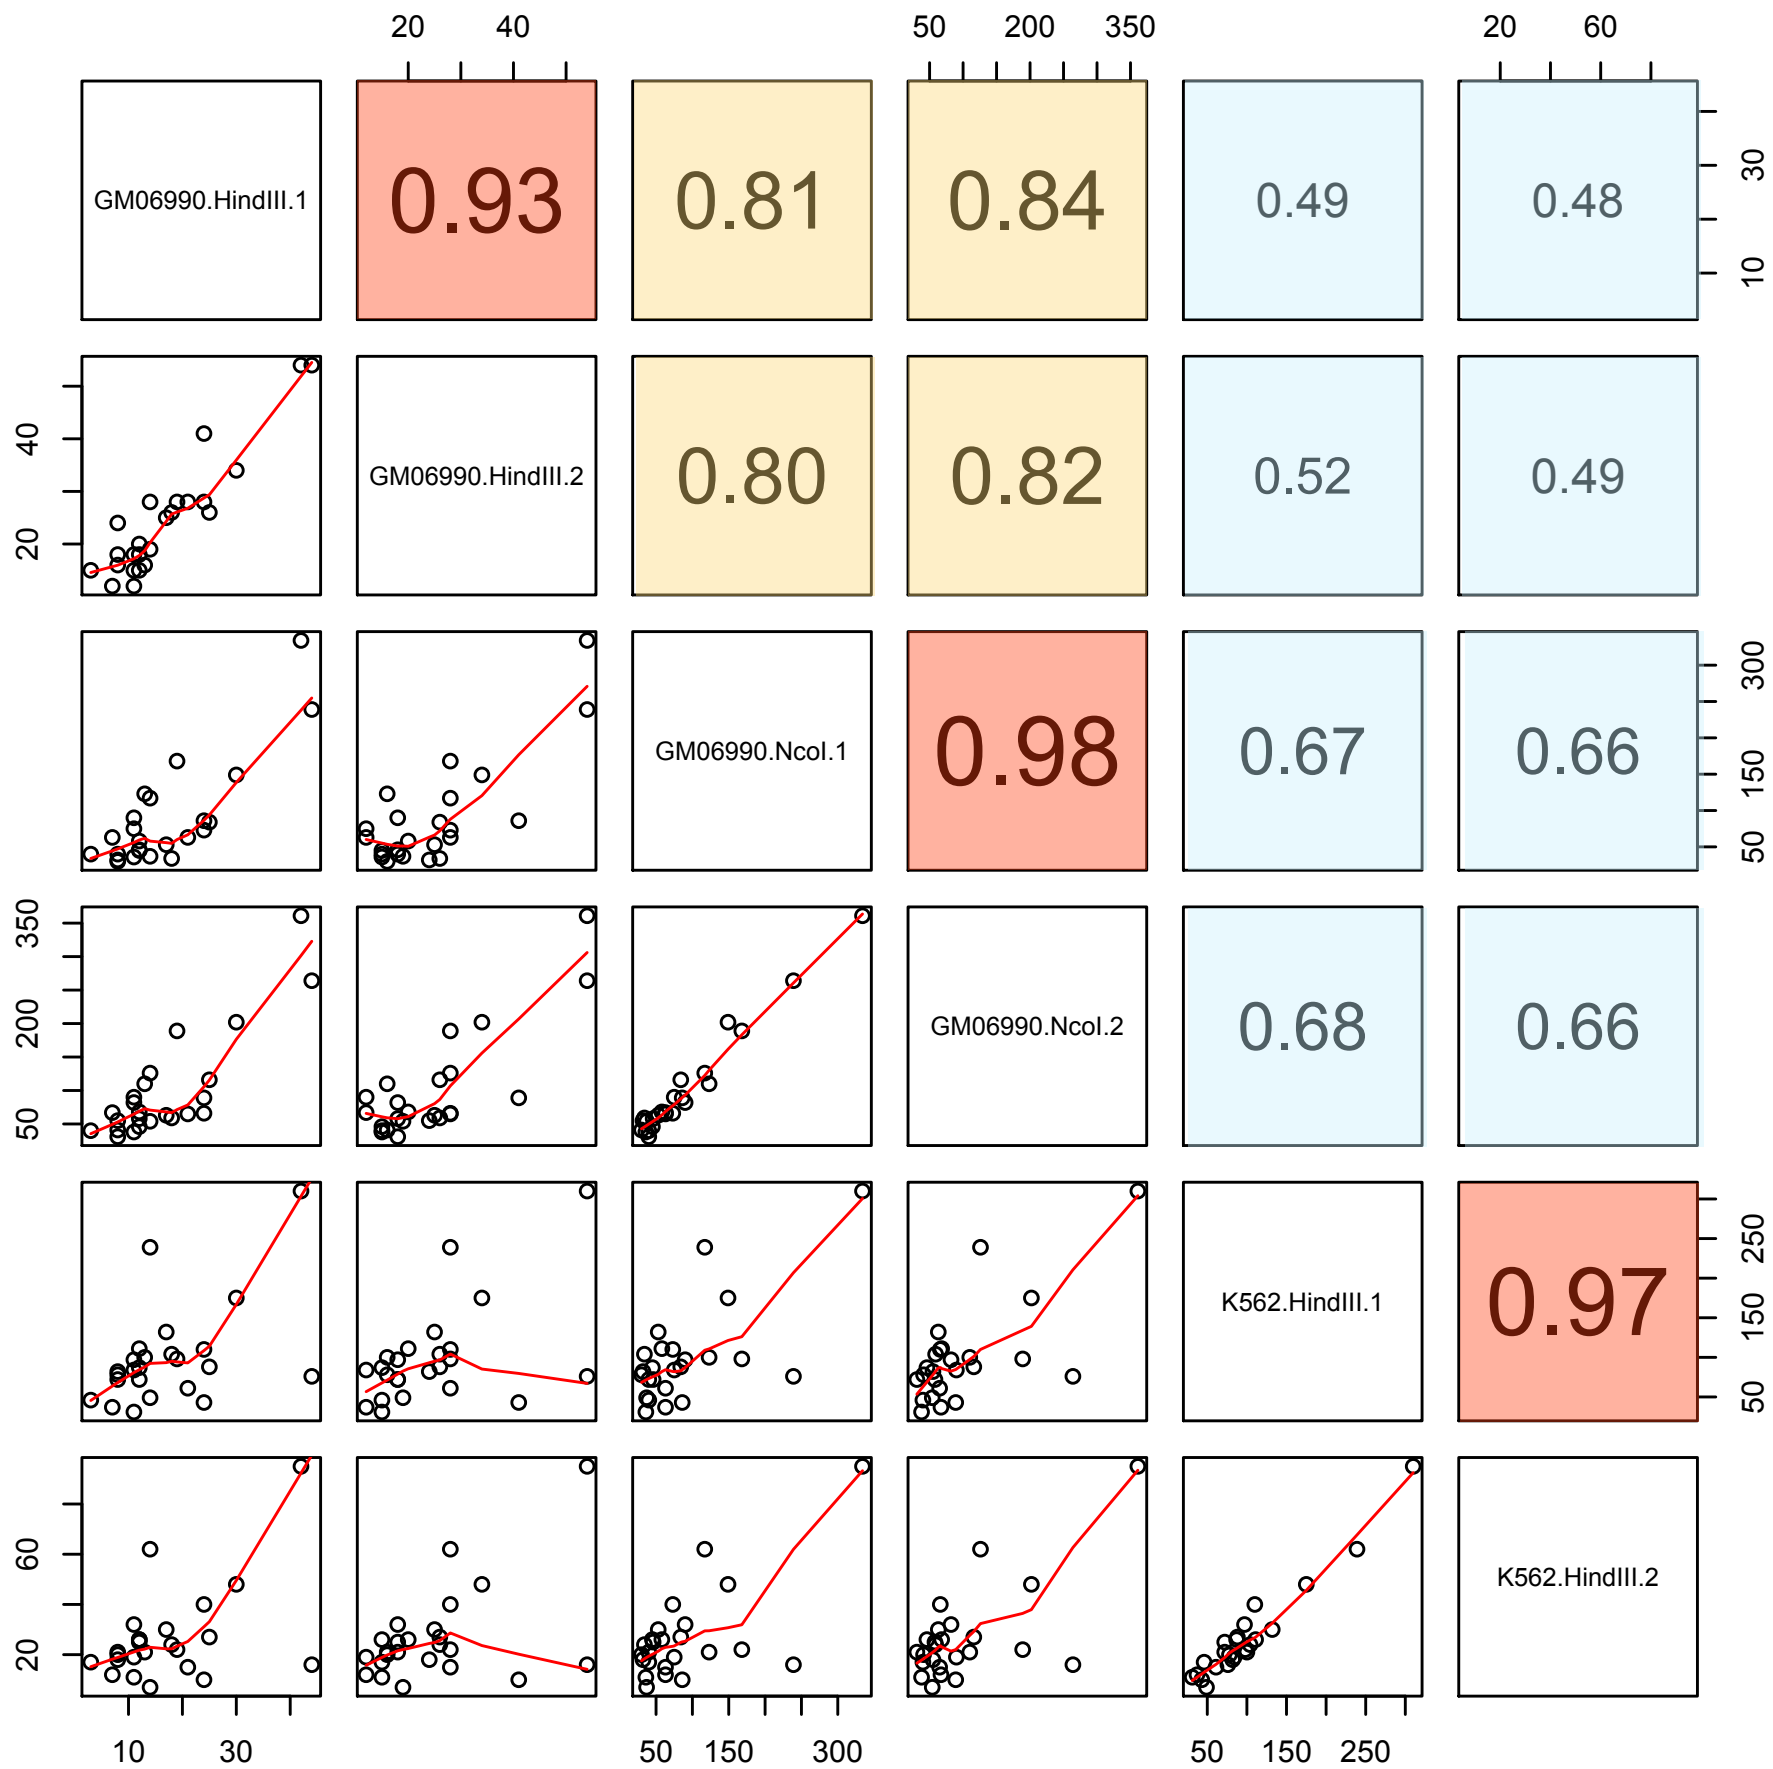 20 40 50 200 350 20 60
GM06990.HindIII.1 0.93 0.81 0.84 0.49 0.48
10 30
GM06990.HindIII.2 0.80 0.82 0.52 0.49
20 40
GM06990.NcoI.1 0.98 0.67 0.66
50 150 300
GM06990.NcoI.2 0.68 0.66
50 200 350
K562.HindIII.1 0.97
50 150 250
K562.HindIII.2
20 60
10 30 50 150 300 50 150 250